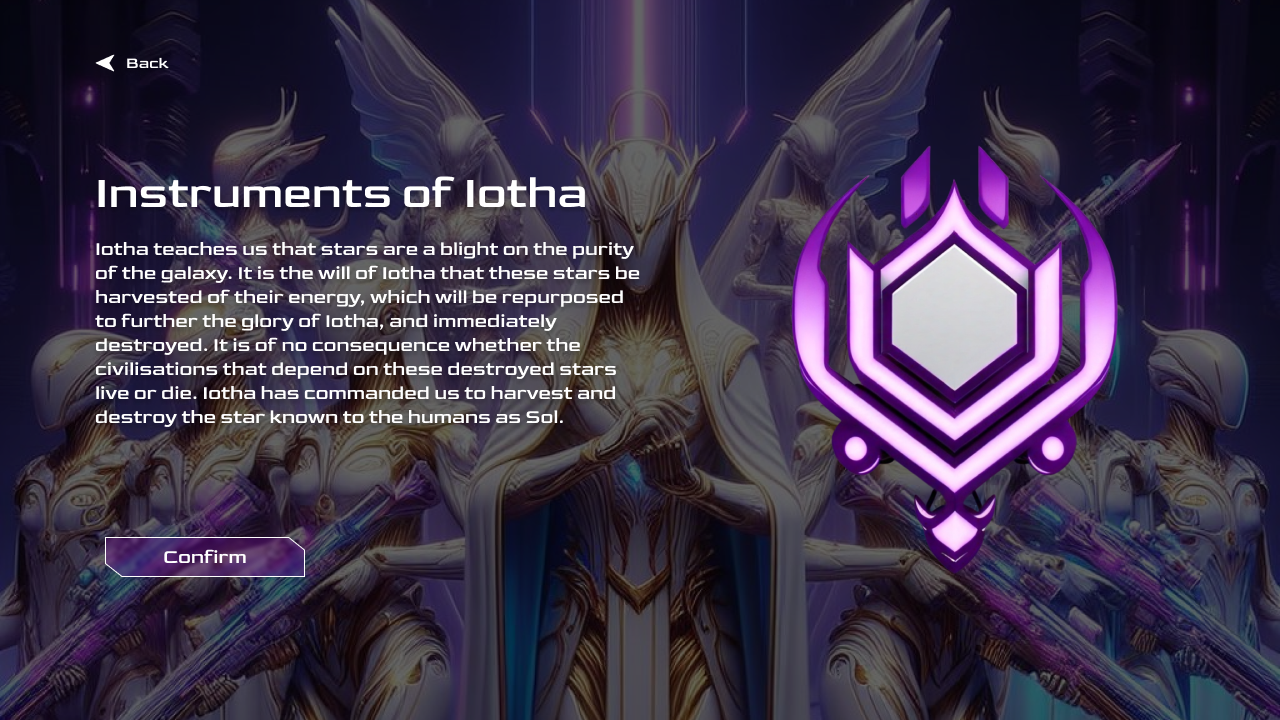 Back
Instruments of Iotha
Iotha teaches us that stars are a blight on the purity
of the galaxy. It is the will of Iotha that these stars be
harvested of their energy, which will be repurposed
to further the glory of Iotha, and immediately
destroyed. It is of no consequence whether the
civilisations that depend on these destroyed stars
live or die. Iotha has commanded us to harvest and
destroy the star known to the humans as Sol.
Confirm